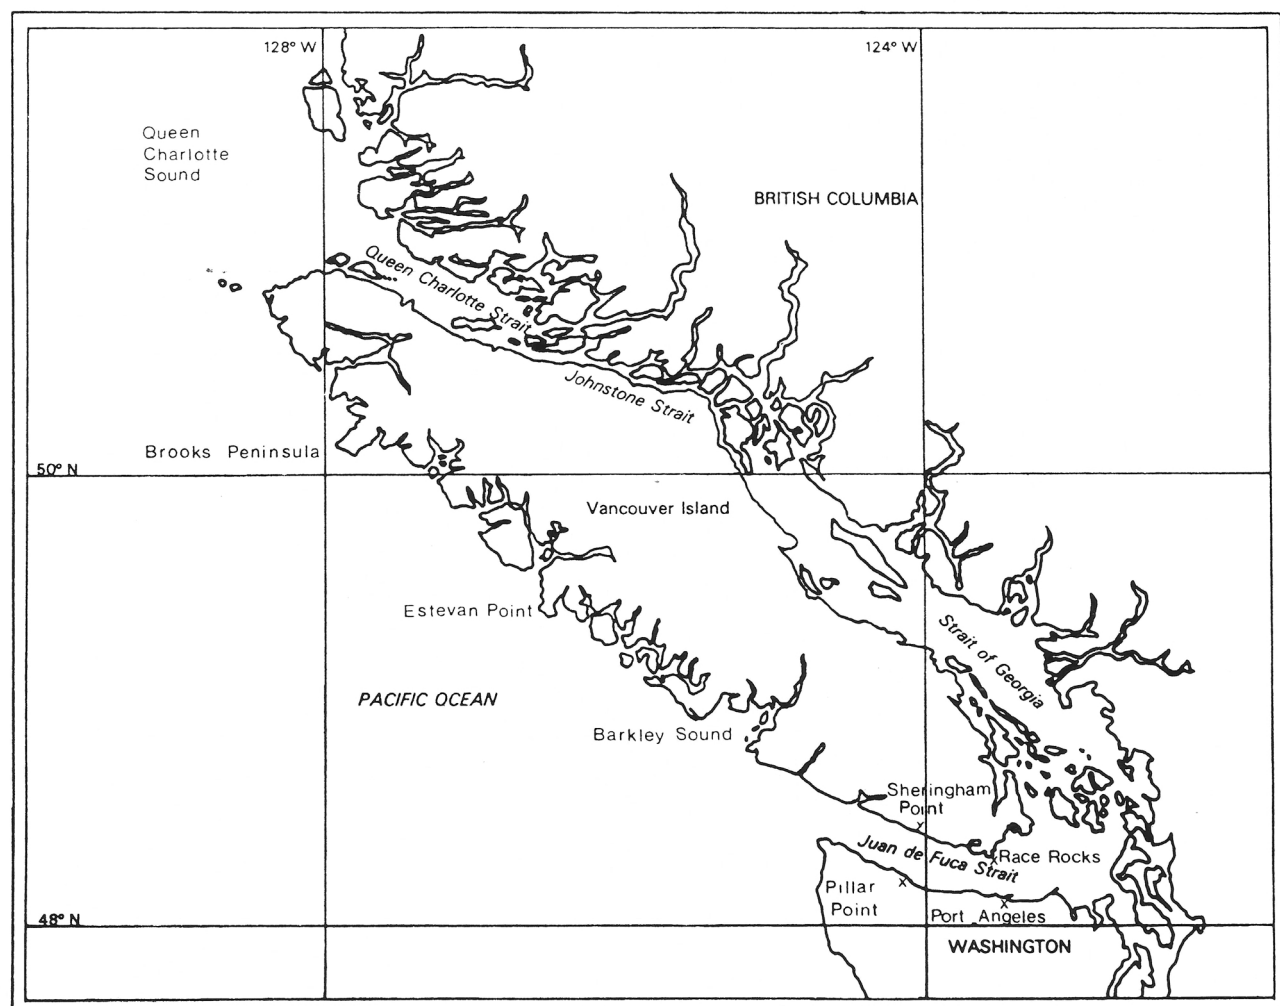 128° W
124° W
Queen
Charlotte
Sound
BRITISH COLUMBIA
Queen Charlotte Strait
Johnstone Strait
Brooks Peninsula
50° N
Vancouver Island
Estevan Point
Strait of Georgia
PACIFIC OCEAN
Barkley Sound
Sheringham
Point
x
Juan de Fuca Strait
x Race Rocks
Pillar
Point
x
x
Port Angeles
48° N
WASHINGTON